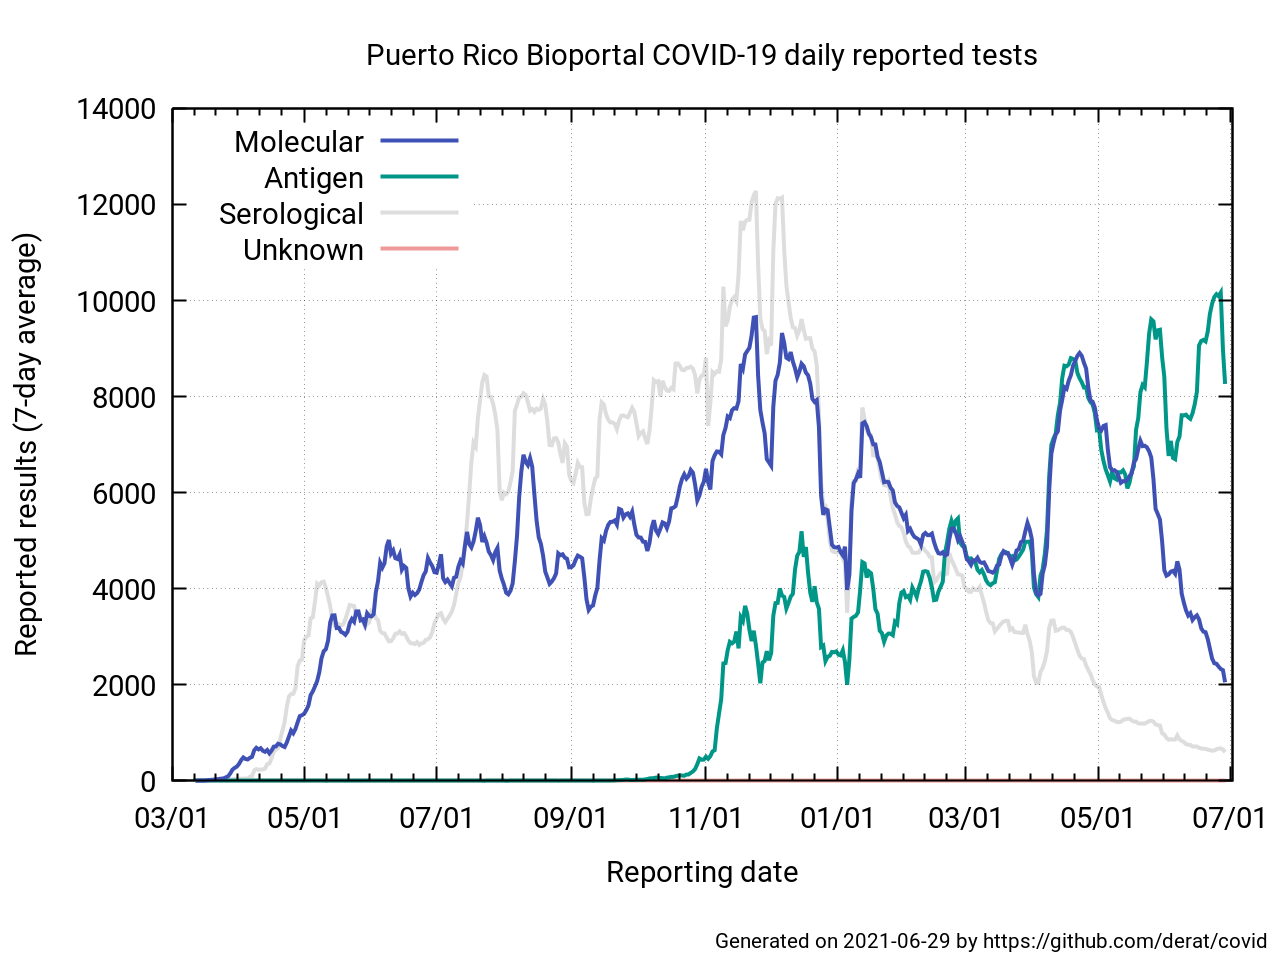 Puerto Rico Bioportal COVID-19 daily reported tests
14000
12000
10000
8000
6000
4000
2000
0
Reported results (7-day average)
Molecular
Antigen
Serological
Unknown
03/01 05/01 07/01 09/01 11/01 01/01 03/01 05/01 07/01
Reporting date
Generated on 2021-06-29 by https://github.com/derat/covid